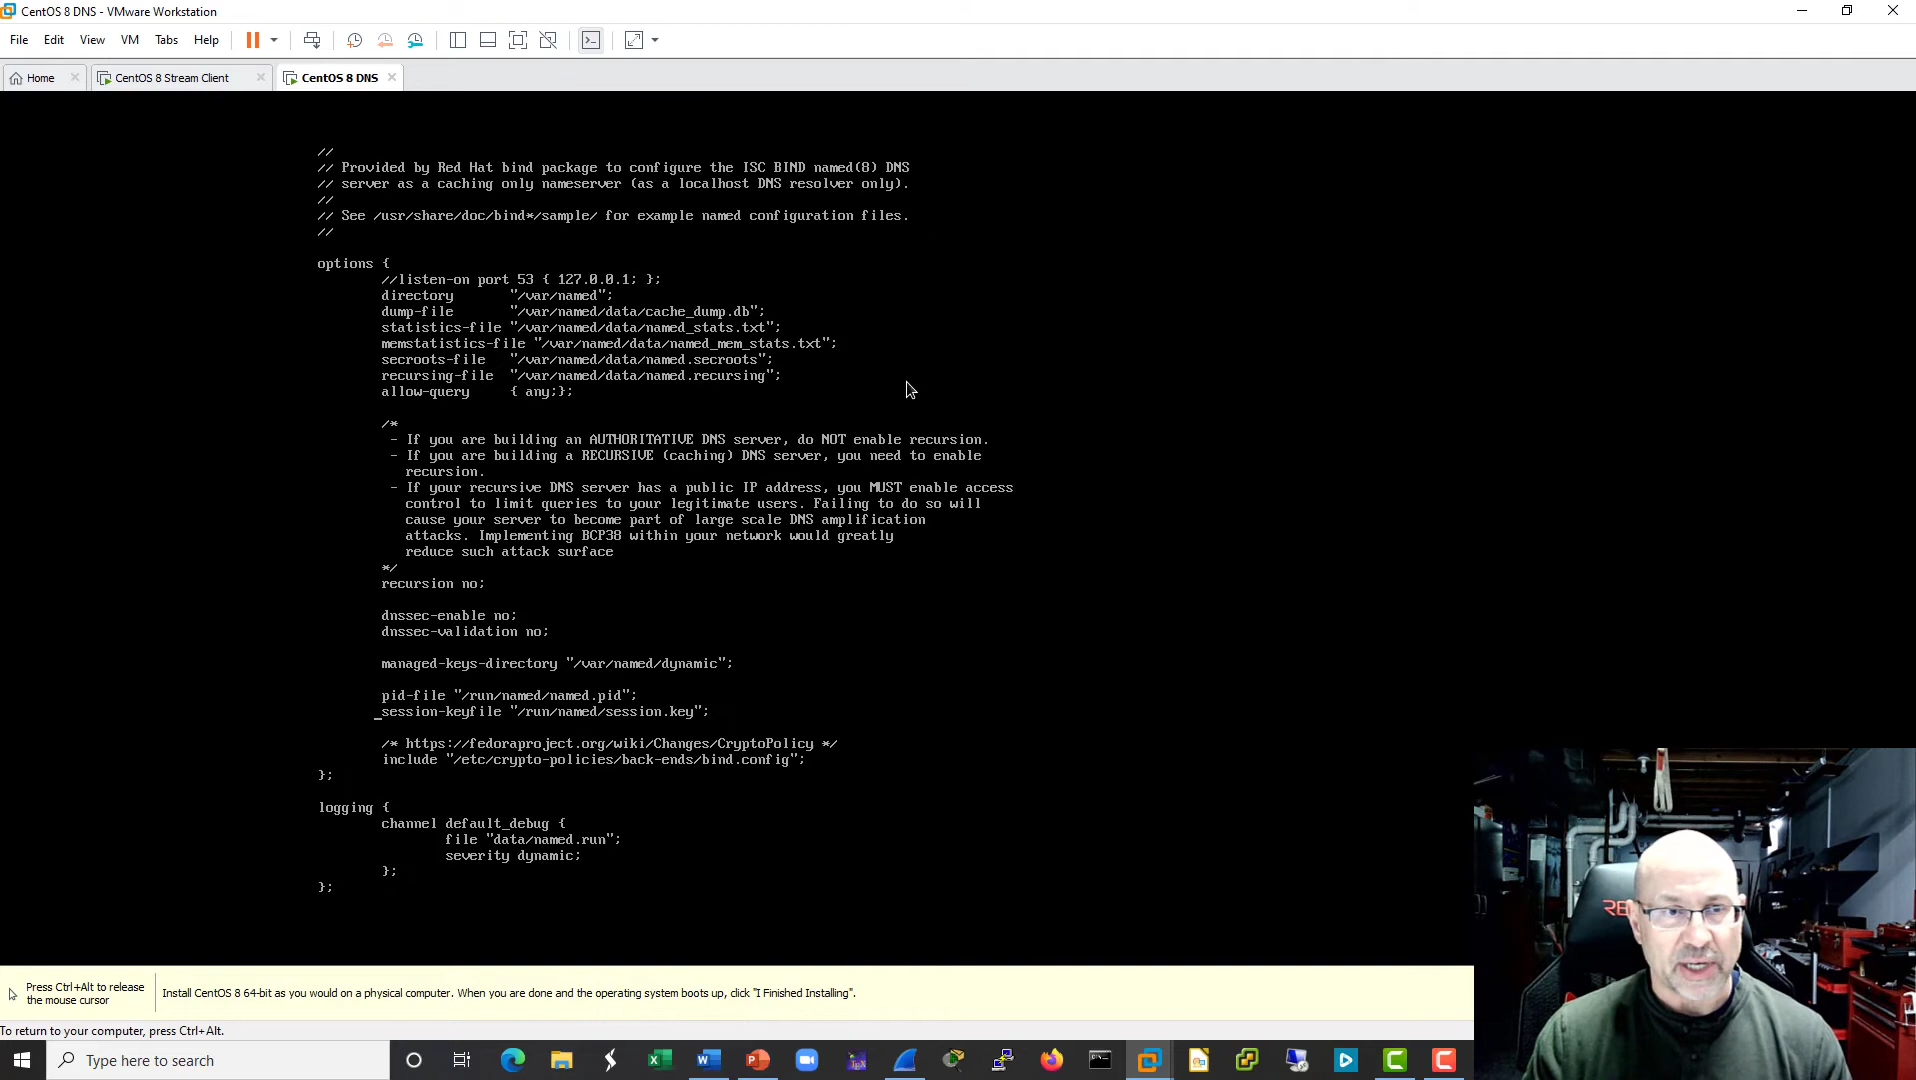 CentOS 8 DNS - VMware Workstation
File Edit View VM Tabs Help
Home CentOS 8 Stream Client CentOS 8 DNS
//
// Provided by Red Hat bind package to configure the ISC BIND named(8) DNS
// server as a caching only nameserver (as a localhost DNS resolver only).
//
// See /usr/share/doc/bind*/sample/ for example named configuration files.
//
options {
//listen-on port 53 { 127.0.0.1; };
directory "/var/named";
dump-file "/var/named/data/cache_dump.db";
statistics-file "/var/named/data/named_stats.txt";
memstatistics-file "/var/named/data/named_mem_stats.txt";
secroots-file "/var/named/data/named.secroots";
recursing-file "/var/named/data/named.recursing";
allow-query { any;};
/*
- If you are building an AUTHORITATIVE DNS server, do NOT enable recursion.
- If you are building a RECURSIVE (caching) DNS server, you need to enable
recursion.
- If your recursive DNS server has a public IP address, you MUST enable access
control to limit queries to your legitimate users. Failing to do so will
cause your server to become part of large scale DNS amplification
attacks. Implementing BCP38 within your network would greatly
reduce such attack surface
*/
recursion no;
dnssec-enable no;
dnssec-validation no;
managed-keys-directory "/var/named/dynamic";
pid-file "/run/named/named.pid";
session-keyfile "/run/named/session.key";
/* https://fedoraproject.org/wiki/Changes/CryptoPolicy */
include "/etc/crypto-policies/back-ends/bind.config";
};
logging {
channel default_debug {
file "data/named.run";
severity dynamic;
};
};
Press Ctrl+Alt to release
the mouse cursor
Install CentOS 8 64-bit as you would on a physical computer. When you are done and the operating system boots up, click "I Finished Installing".
To return to your computer, press Ctrl+Alt.
Type here to search